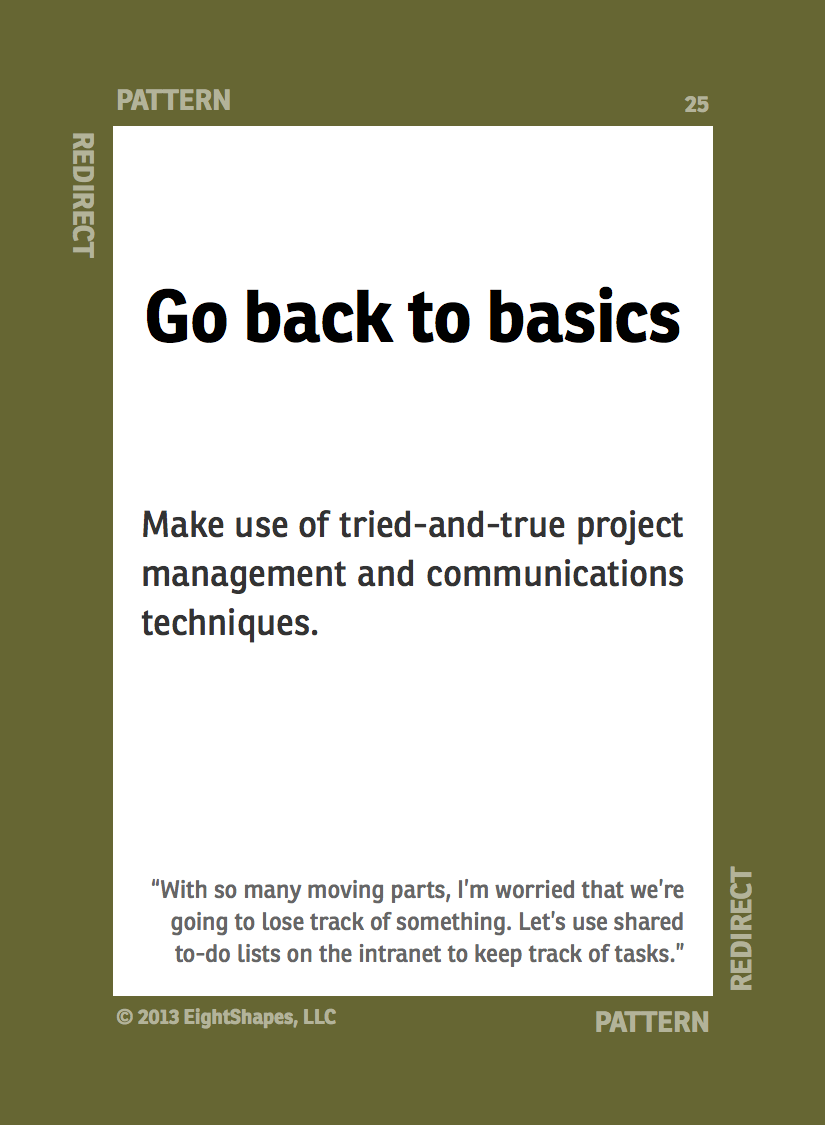 PATTERN
25
REDIRECT
Go back to basics
Make use of tried-and-true project
management and communications
techniques.
“With so many moving parts, I’m worried that we’re
going to lose track of something. Let’s use shared
to-do lists on the intranet to keep track of tasks.”
REDIRECT
© 2013 EightShapes, LLC
PATTERN